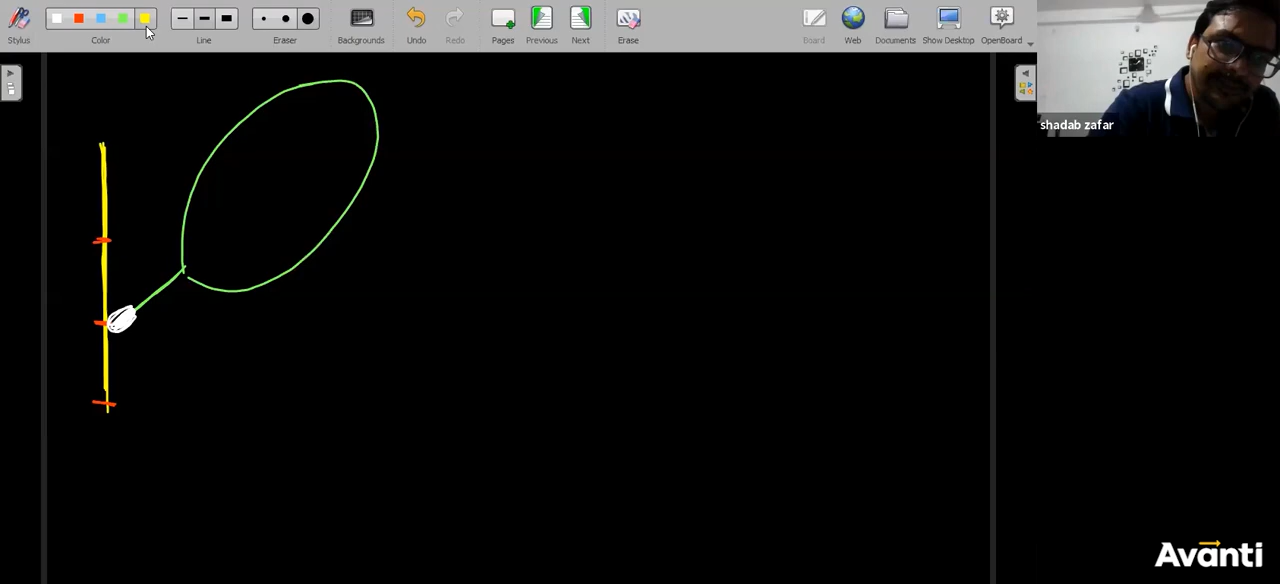 Stylus
Color
Line
Eraser
Backgrounds
Undo
Redo
Pages
Previous
Next
Erase
Board
Web
Documents
Show Desktop
OpenBoard
shadab zafar
Avanti